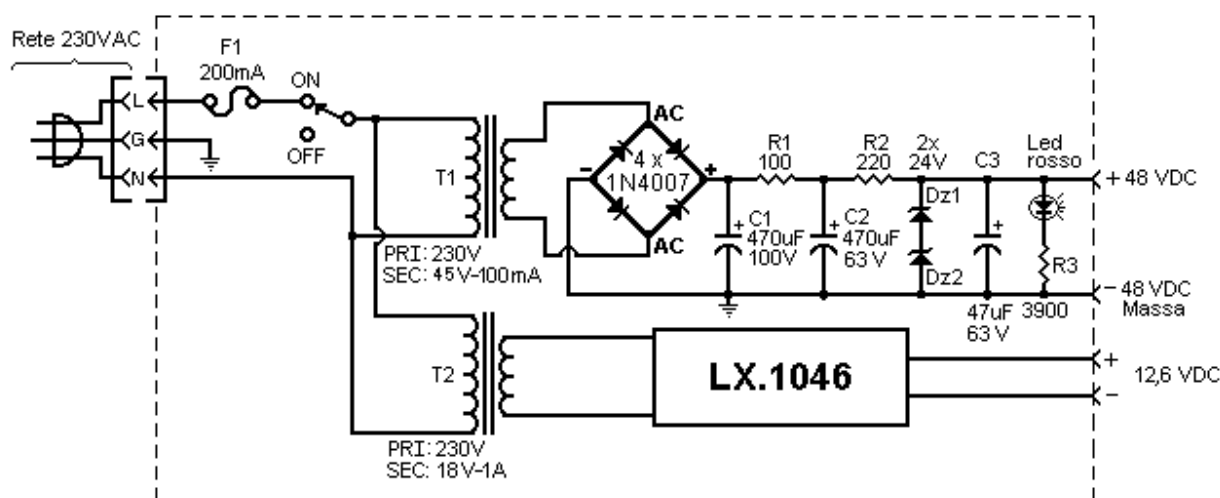 Rete 230VAC
F1
200mA
ON
OFF
L
G
N
T1
PRI: 230V
SEC: 45V-100mA
AC
4 x
1N4007
AC
-
+
R1
100
R2
220
2x
24V
C3
Led
rosso
+ 48 VDC
+
C1
470uF
100V
+
C2
470uF
63V
Dz1
Dz2
+
47uF
63V
R3
3900
- 48 VDC
Massa
T2
PRI: 230V
SEC: 18V-1A
LX.1046
+
-
12,6 VDC